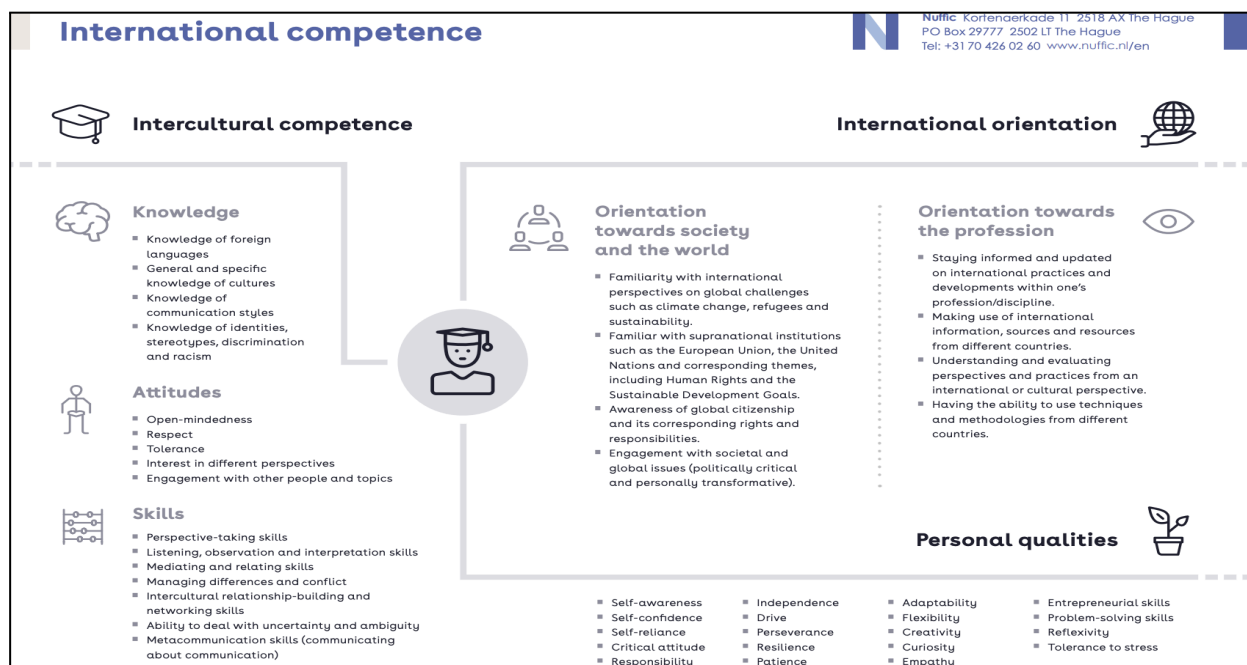 International competence
Nuffic Kortenaerkade 11 2518 AX The Hague
PO Box 29777 2502 LT The Hague
Tel: +31 70 426 02 60 www.nuffic.nl/en
Intercultural competence
Knowledge
Knowledge of foreign
languages
General and specific
knowledge of cultures
Knowledge of
communication styles
Knowledge of identities,
stereotypes, discrimination
and racism
Attitudes
Open-mindedness
Respect
Tolerance
Interest in different perspectives
Engagement with other people and topics
Skills
Perspective-taking skills
Listening, observation and interpretation skills
Mediating and relating skills
Managing differences and conflict
Intercultural relationship-building and
networking skills
Ability to deal with uncertainty and ambiguity
Metacommunication skills (communicating
about communication)
International orientation
Orientation
towards society
and the world
Familiarity with international
perspectives on global challenges
such as climate change, refugees and
sustainability.
Familiar with supranational institutions
such as the European Union, the United
Nations and corresponding themes,
including Human Rights and the
Sustainable Development Goals.
Awareness of global citizenship
and its corresponding rights and
responsibilities.
Engagement with societal and
global issues (politically critical
and personally transformative).
Orientation towards
the profession
Staying informed and updated
on international practices and
developments within one's
profession/discipline.
Making use of international
information, sources and resources
from different countries.
Understanding and evaluating
perspectives and practices from an
international or cultural perspective.
Having the ability to use techniques
and methodologies from different
countries.
Personal qualities
Self-awareness
Self-confidence
Self-reliance
Critical attitude
Responsibility
Independence
Drive
Perseverance
Resilience
Patience
Adaptability
Flexibility
Creativity
Curiosity
Empathy
Entrepreneurial skills
Problem-solving skills
Reflexivity
Tolerance to stress